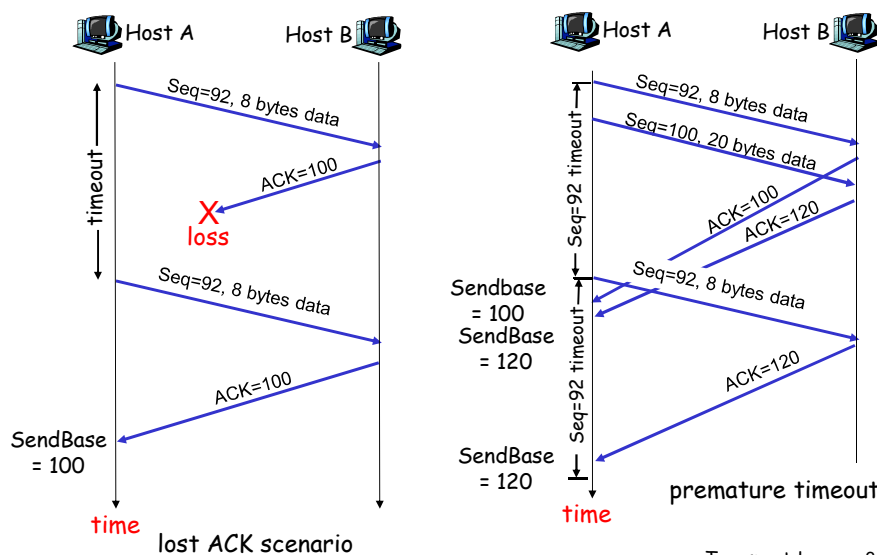 Host A
Host B
Seq=92, 8 bytes data
timeout
ACK=100
X
loss
Seq=92, 8 bytes data
ACK=100
SendBase
= 100
time
lost ACK scenario
Host A
Host B
Seq=92, 8 bytes data
Seq=100, 20 bytes data
Seq=92 timeout
ACK=100
ACK=120
Seq=92, 8 bytes data
Sendbase
= 100
SendBase
= 120
Seq=92 timeout
ACK=120
SendBase
= 120
time
premature timeout